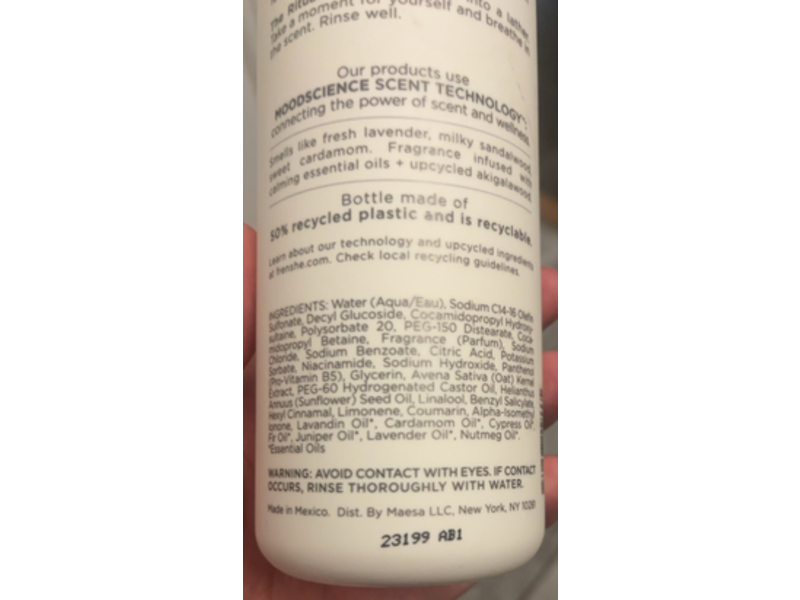 The Ritual into a lather.
Take a moment for yourself and breathe in
the scent. Rinse well.
Our products use
MOODSCIENCE SCENT TECHNOLOGY
connecting the power of scent and wellness.
Smells like fresh lavender, milky sandalwood,
sweet cardamom. Fragrance infused with
calming essential oils + upcycled akigalawood.
Bottle made of
50% recycled plastic and is recyclable.
Learn about our technology and upcycled ingredients
at henshe.com. Check local recycling guidelines.
INGREDIENTS: Water (Aqua/Eau), Sodium C14-16 Olefin
Sulfonate, Decyl Glucoside, Cocamidopropyl Hydroxy-
sultaine, Polysorbate 20, PEG-150 Distearate, Coca-
midopropyl Betaine, Fragrance (Parfum), Sodium
Chloride, Sodium Benzoate, Citric Acid, Potassium
Sorbate, Niacinamide, Sodium Hydroxide, Panthenol
(Pro-Vitamin B5), Glycerin, Avena Sativa (Oat) Kernel
Extract, PEG-60 Hydrogenated Castor Oil, Helianthus
Annuus (Sunflower) Seed Oil, Linalool, Benzyl Salicylate,
Hexyl Cinnamal, Limonene, Coumarin, Alpha-Isomethyl
Ionone, Lavandin Oil*, Cardamom Oil*, Cypress Oil*,
Fir Oil*, Juniper Oil*, Lavender Oil*, Nutmeg Oil*.
*Essential Oils
WARNING: AVOID CONTACT WITH EYES. IF CONTACT
OCCURS, RINSE THOROUGHLY WITH WATER.
Made in Mexico. Dist. By Maesa LLC, New York, NY 10281
23199 AB1